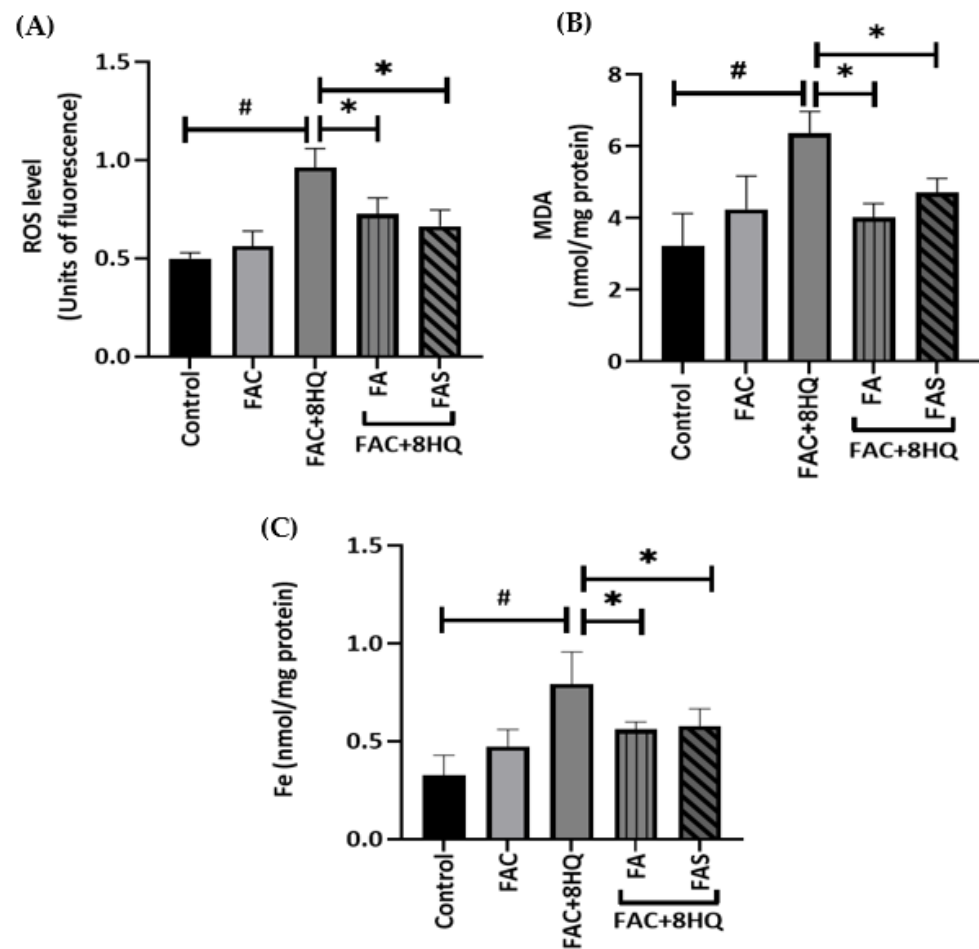 (A)
ROS level
(Units of fluorescence)
1.5
1.0
0.5
0.0
#
*
*
Control
FAC
FAC+8HQ
FA
FAS
FAC+8HQ
(B)
MDA
(nmol/mg protein)
8
6
4
2
0
#
*
*
Control
FAC
FAC+8HQ
FA
FAS
FAC+8HQ
(C)
Fe (nmol/mg protein)
1.5
1.0
0.5
0.0
#
*
*
Control
FAC
FAC+8HQ
FA
FAS
FAC+8HQ